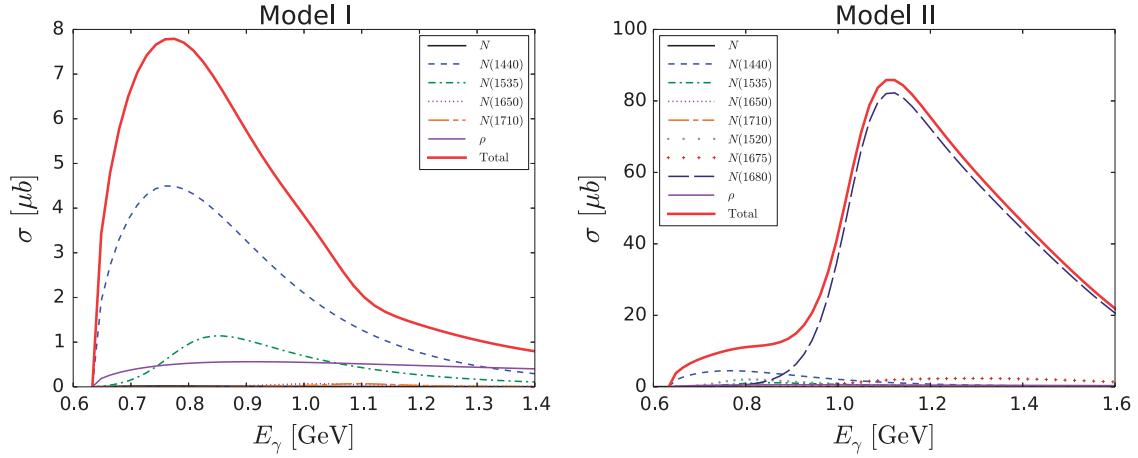 Model I
8
7
6
5
4
3
2
1
0
σ [μb]
0.6 0.7 0.8 0.9 1.0 1.1 1.2 1.3 1.4
E_γ [GeV]
N
N(1440)
N(1535)
N(1650)
N(1710)
ρ
Total
Model II
100
80
60
40
20
0
σ [μb]
0.6 0.8 1.0 1.2 1.4 1.6
E_γ [GeV]
N
N(1440)
N(1535)
N(1650)
N(1710)
N(1520)
N(1675)
N(1680)
ρ
Total